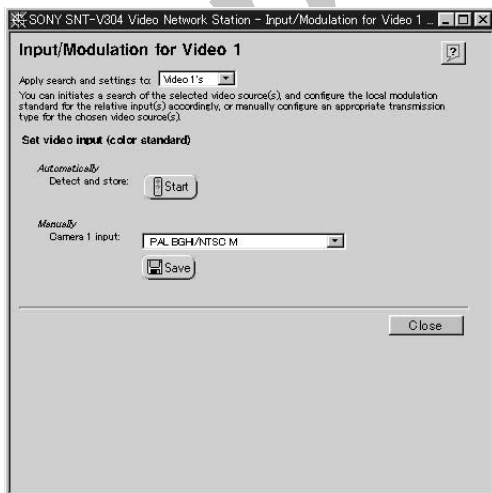 SONY SNT-V304 Video Network Station - Input/Modulation for Video 1 ...
Input/Modulation for Video 1
?
Apply search and settings to: Video 1's
You can initiates a search of the selected video source(s), and configure the local modulation
standard for the relative input(s) accordingly, or manually configure an appropriate transmission
type for the chosen video source(s).
Set video input (color standard)
Automatically
Detect and store:
Start
Manually
Camera 1 input:
PAL BGHI/NTSC M
Save
Close